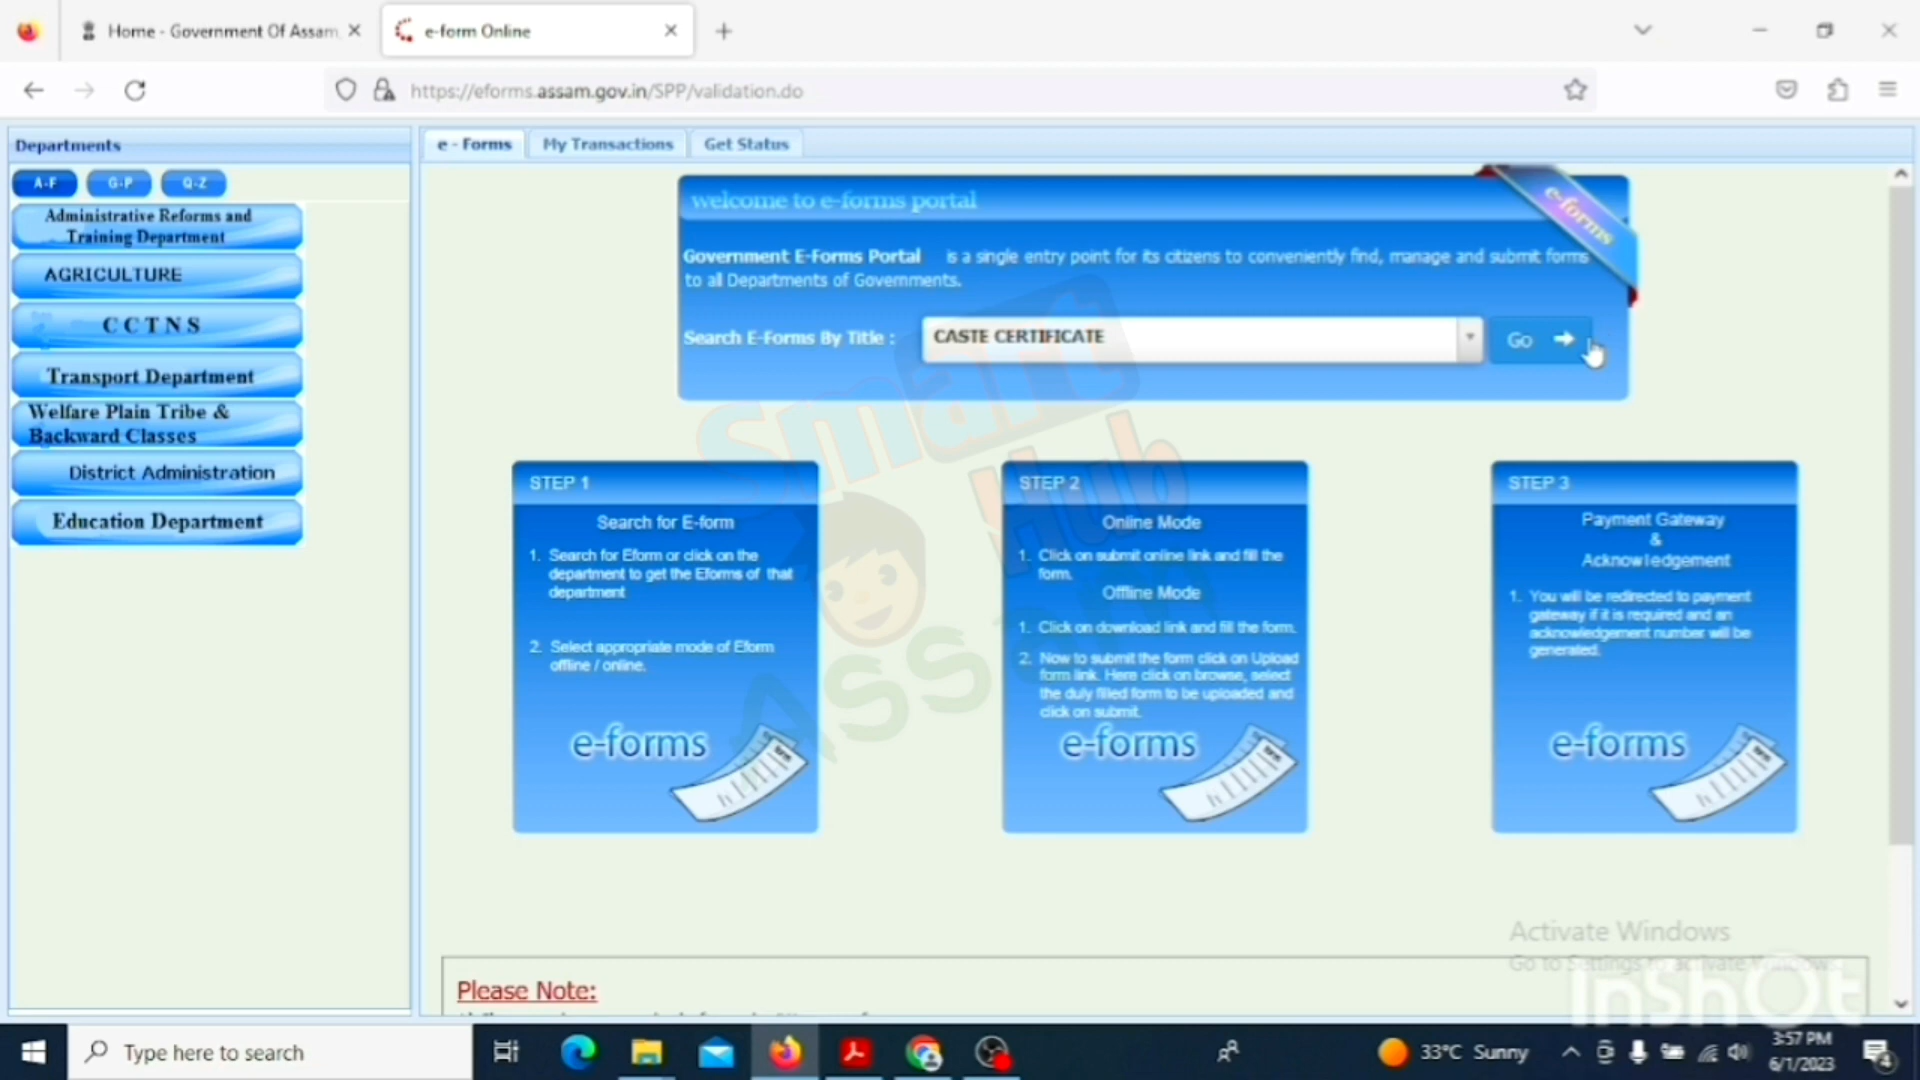 Home - Government Of Assam,
e-form Online
https://eforms.assam.gov.in/SPP/validation.do
Departments
A-F
G-P
Q-Z
Administrative Reforms and
Training Department
AGRICULTURE
C C T N S
Transport Department
Welfare Plain Tribe &
Backward Classes
District Administration
Education Department
e - Forms
My Transactions
Get Status
welcome to e-forms portal
e-forms
Government E-Forms Portal is a single entry point for its citizens to conveniently find, manage and submit forms
to all Departments of Governments.
Search E-Forms By Title :
CASTE CERTIFICATE
Go
Smart
Hub
Assam
STEP 1
Search for E-form
1. Search for Eform or click on the
department to get the Eforms of that
department
2. Select appropriate mode of Eform
offline / online.
e-forms
STEP 2
Online Mode
1. Click on submit online link and fill the
form.
Offline Mode
1. Click on download link and fill the form.
2. Now to submit the form click on Upload
form link. Here click on browse, select
the duly filled form to be uploaded and
click on submit.
e-forms
STEP 3
Payment Gateway
&
Acknowledgement
1. You will be redirected to payment
gateway if it is required and an
acknowledgement number will be
generated.
e-forms
Please Note:
Activate Windows
Go to Settings to activate Windows.
InShOt
Type here to search
33°C Sunny
3:57 PM
6/1/2023
4